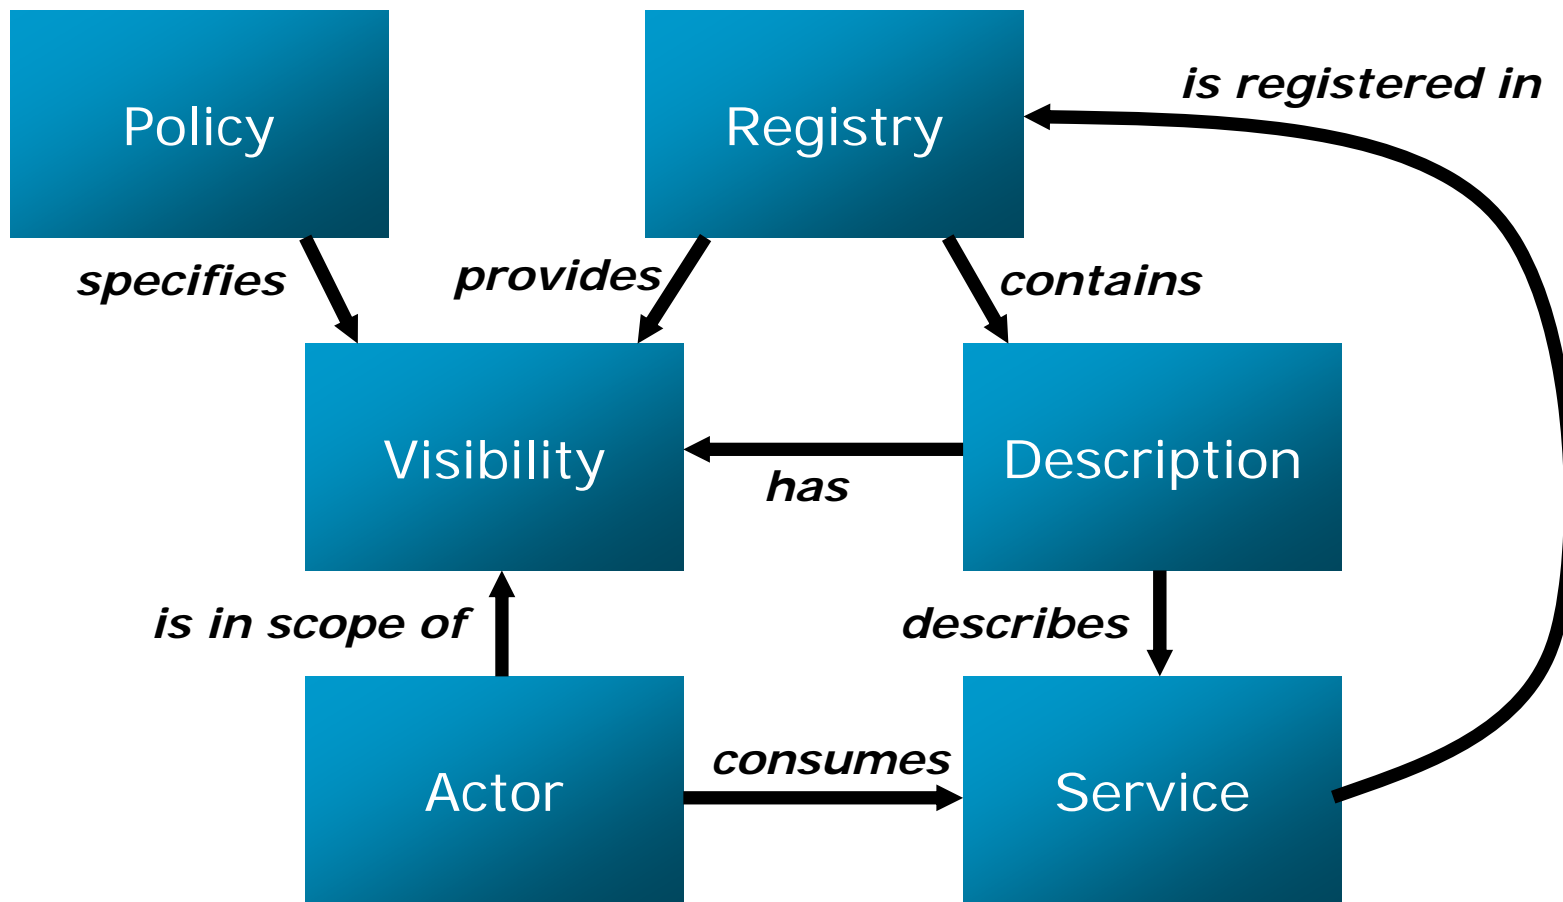 Policy
Registry
is registered in
specifies
provides
contains
Visibility
Description
has
is in scope of
describes
Actor
consumes
Service